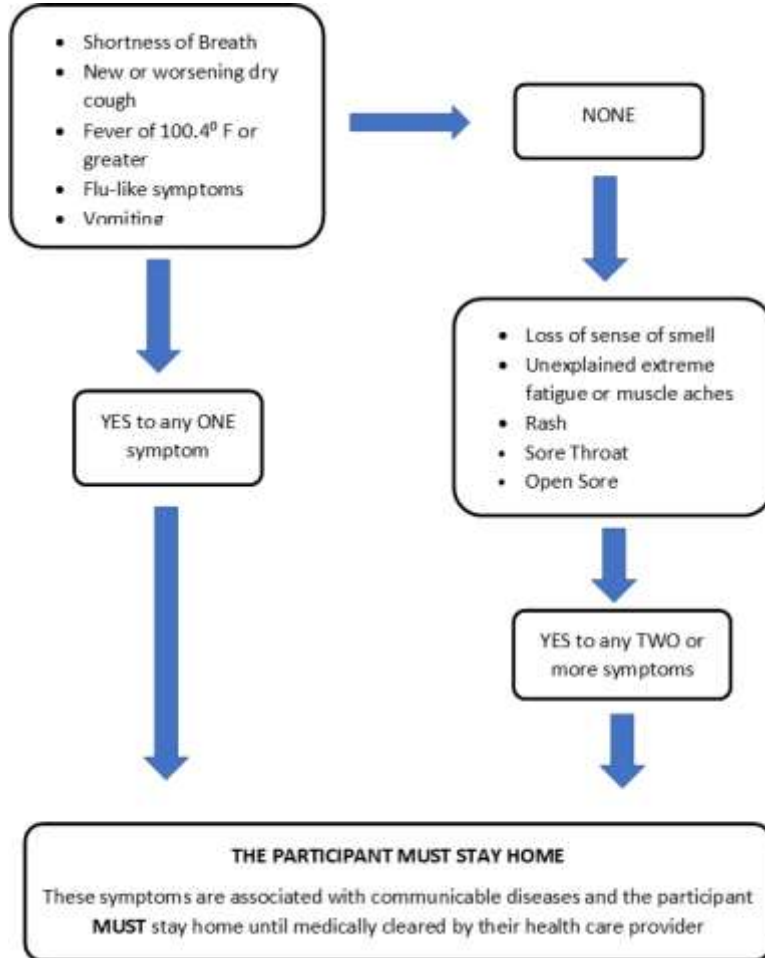 • Shortness of Breath
• New or worsening dry
cough
• Fever of 100.4⁰ F or
greater
• Flu-like symptoms
• Vomiting
NONE
• Loss of sense of smell
• Unexplained extreme
fatigue or muscle aches
• Rash
• Sore Throat
• Open Sore
YES to any ONE
symptom
YES to any TWO or
more symptoms
THE PARTICIPANT MUST STAY HOME
These symptoms are associated with communicable diseases and the participant
MUST stay home until medically cleared by their health care provider